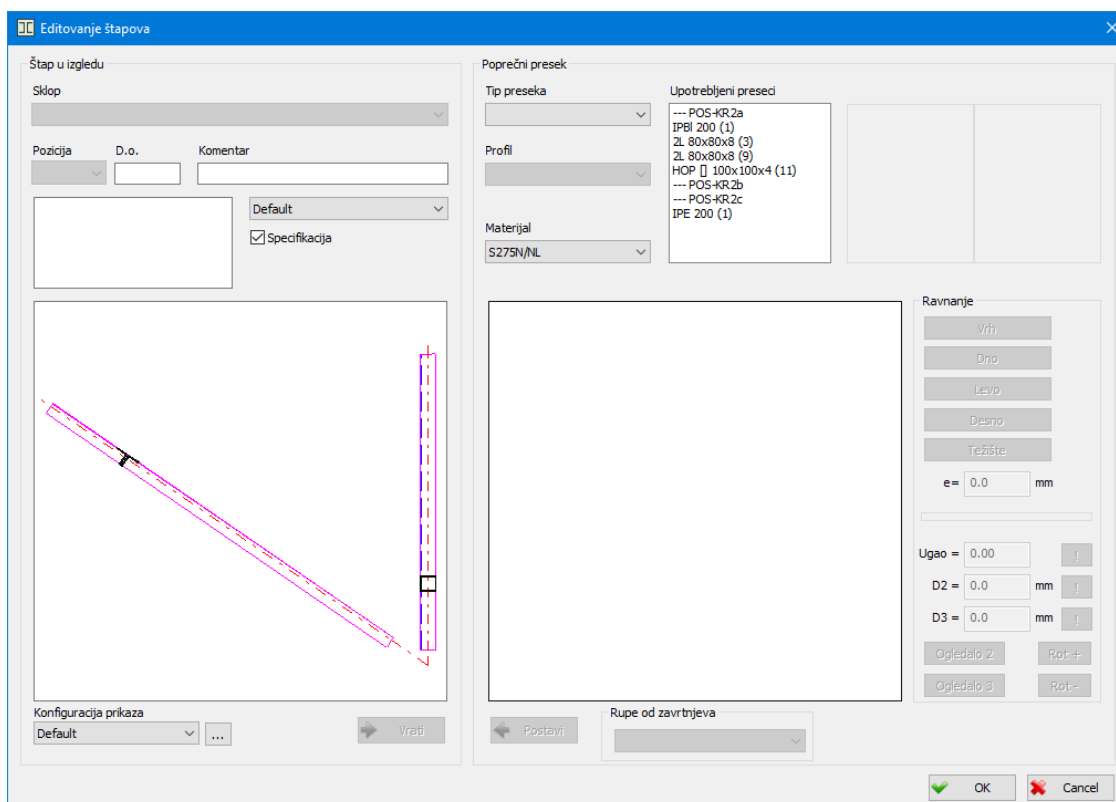 Editovanje štapova
Štap u izgledu
Sklop
Pozicija
D.o.
Komentar
Default
Specifikacija
Konfiguracija prikaza
Default
...
Vrati
Poprečni presek
Tip preseka
Profil
Materijal
S275N/NL
Upotrebljeni preseci
--- POS-KR2a
IPBl 200 (1)
2L 80x80x8 (3)
2L 80x80x8 (9)
HOP [] 100x100x4 (11)
--- POS-KR2b
--- POS-KR2c
IPE 200 (1)
Ravnanje
Vrh
Dno
Levo
Desno
Težište
e= 0.0 mm
Ugao = 0.00 !
D2 = 0.0 mm !
D3 = 0.0 mm !
Ogledalo 2 Rot +
Ogledalo 3 Rot -
Postavi
Rupe od zavrtnjeva
OK
Cancel